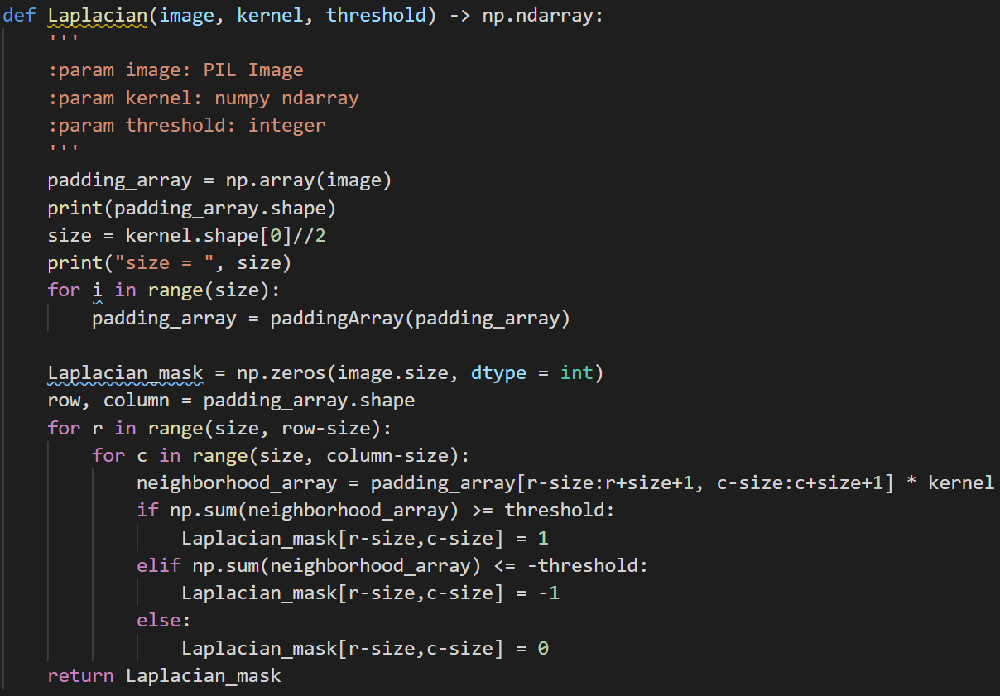 def Laplacian(image, kernel, threshold) -> np.ndarray:
    '''
    :param image: PIL Image
    :param kernel: numpy ndarray
    :param threshold: integer
    '''
    padding_array = np.array(image)
    print(padding_array.shape)
    size = kernel.shape[0]//2
    print("size = ", size)
    for i in range(size):
        padding_array = paddingArray(padding_array)

    Laplacian_mask = np.zeros(image.size, dtype = int)
    row, column = padding_array.shape
    for r in range(size, row-size):
        for c in range(size, column-size):
            neighborhood_array = padding_array[r-size:r+size+1, c-size:c+size+1] * kernel
            if np.sum(neighborhood_array) >= threshold:
                Laplacian_mask[r-size,c-size] = 1
            elif np.sum(neighborhood_array) <= -threshold:
                Laplacian_mask[r-size,c-size] = -1
            else:
                Laplacian_mask[r-size,c-size] = 0
    return Laplacian_mask